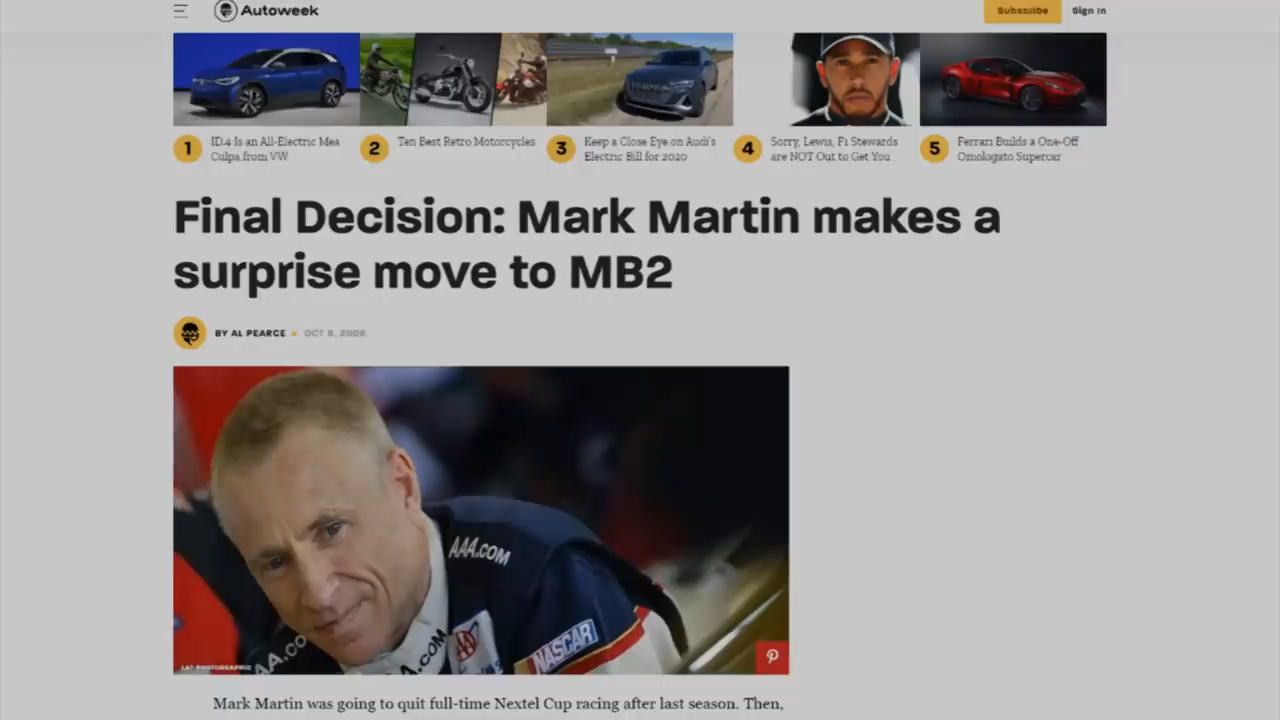 Autoweek
Subscribe
Sign In
1
ID.4 Is an All-Electric Mea
Culpa from VW
2
Ten Best Retro Motorcycles
3
Keep a Close Eye on Audi's
Electric Bill for 2020
4
Sorry, Lewis, F1 Stewards
are NOT Out to Get You
5
Ferrari Builds a One-Off
Omologato Supercar
Final Decision: Mark Martin makes a
surprise move to MB2
BY AL PEARCE
OCT
AAA.COM
NASCAR
AAA
LAT PHOTOGRAPHIC
Mark Martin was going to quit full-time Nextel Cup racing after last season. Then,